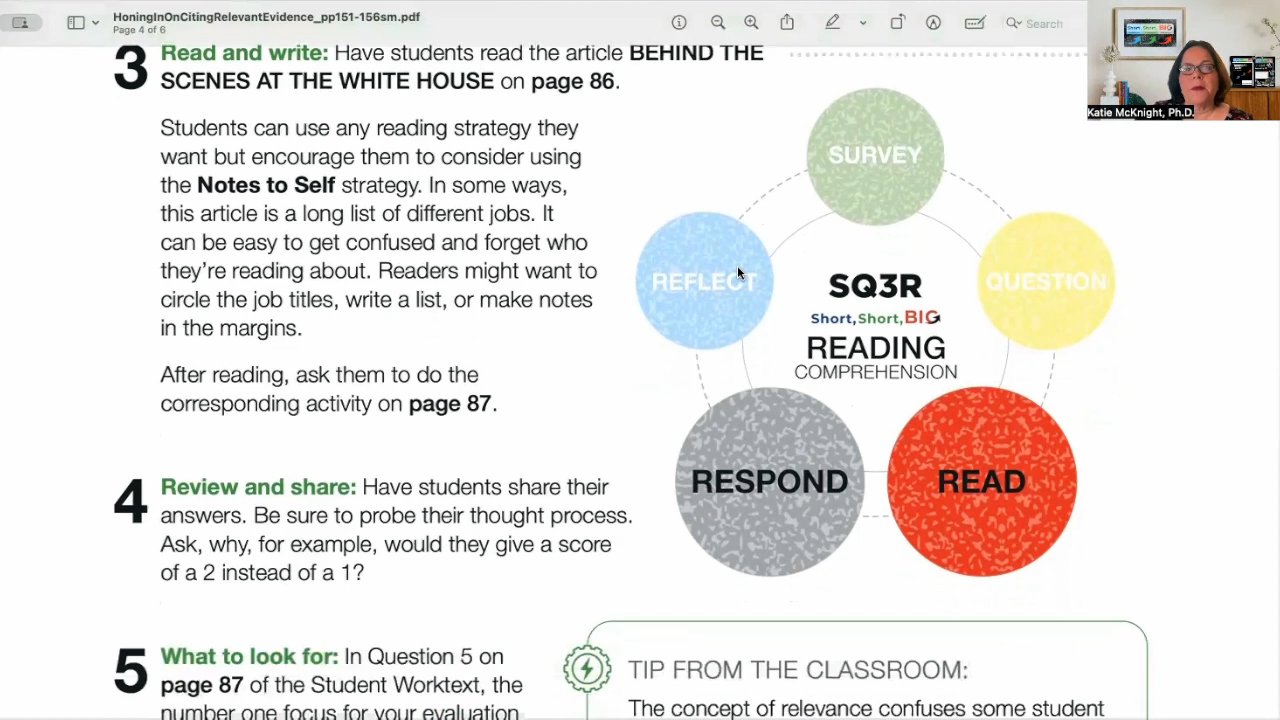 HoningInOnCitingRelevantEvidence_pp151-156sm.pdf
Page 4 of 6
Search
Katie McKnight, Ph.D.
3 Read and write: Have students read the article BEHIND THE
SCENES AT THE WHITE HOUSE on page 86.
Students can use any reading strategy they
want but encourage them to consider using
the Notes to Self strategy. In some ways,
this article is a long list of different jobs. It
can be easy to get confused and forget who
they’re reading about. Readers might want to
circle the job titles, write a list, or make notes
in the margins.
After reading, ask them to do the
corresponding activity on page 87.
SURVEY
REFLECT
QUESTION
SQ3R
Short, Short, BIG
READING
COMPREHENSION
RESPOND
READ
4 Review and share: Have students share their
answers. Be sure to probe their thought process.
Ask, why, for example, would they give a score
of a 2 instead of a 1?
5 What to look for: In Question 5 on
page 87 of the Student Worktext, the
number one focus for your evaluation
TIP FROM THE CLASSROOM:
The concept of relevance confuses some student